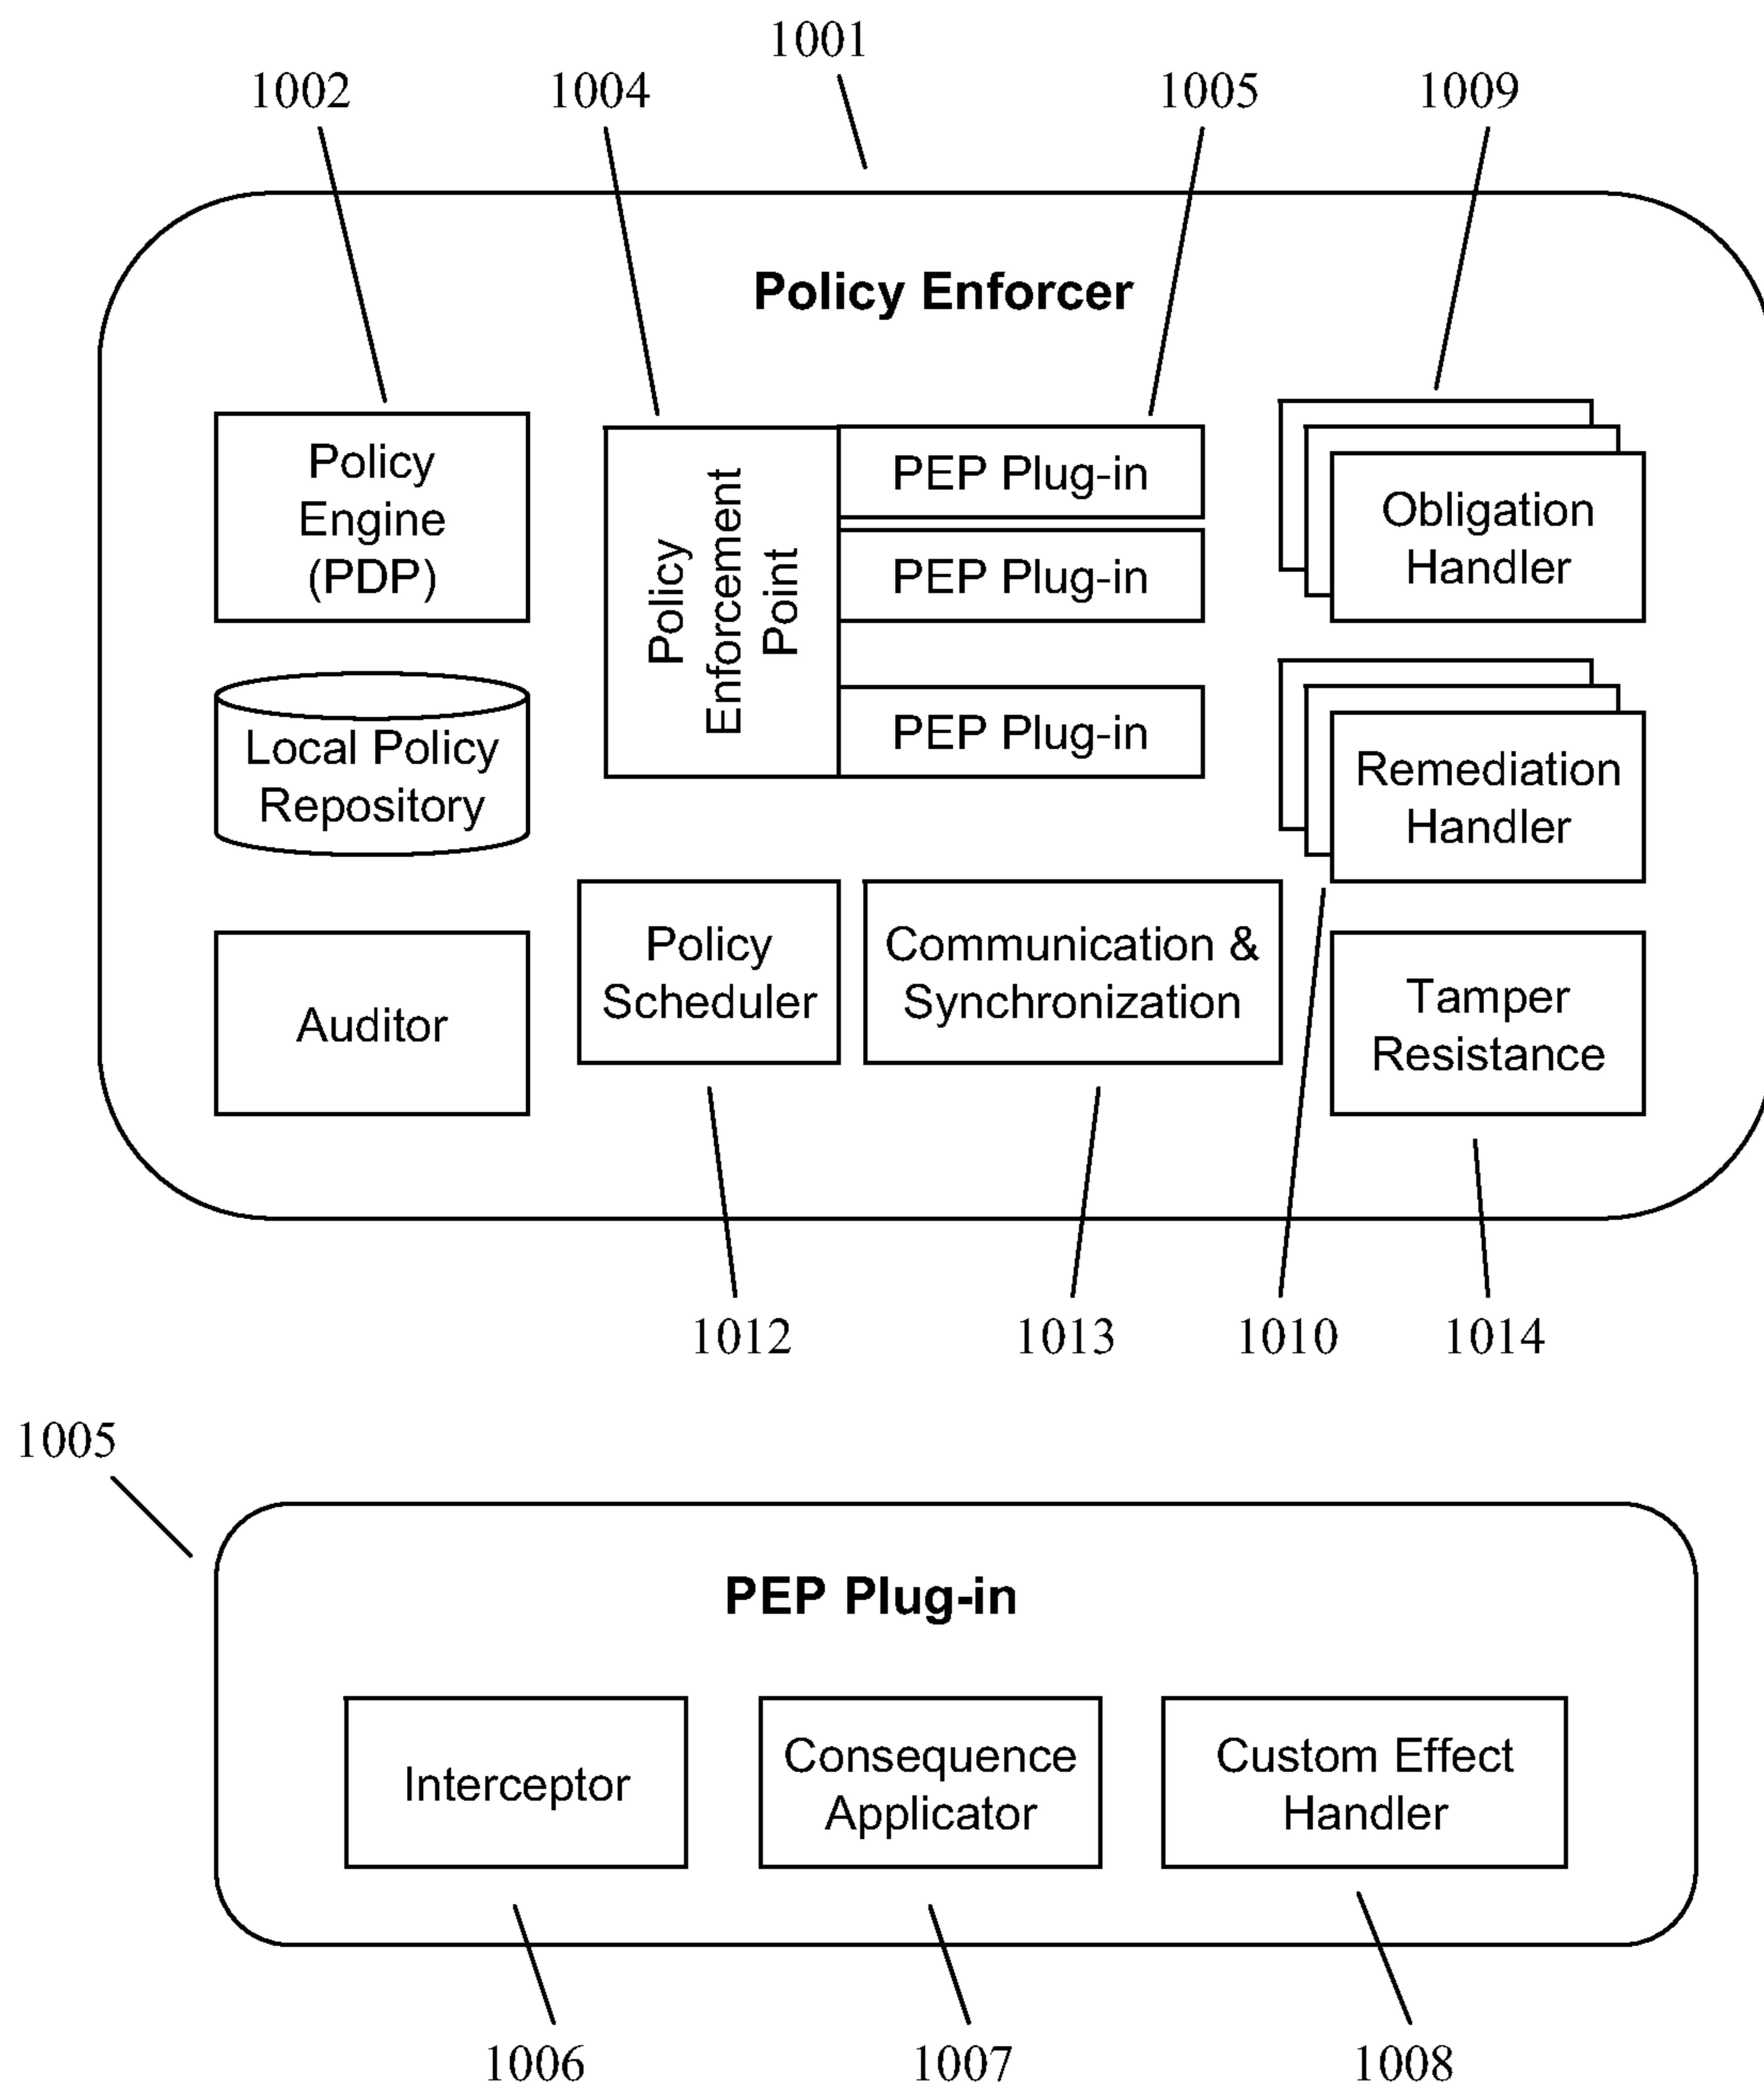 1001
1002
1004
1005
1009
Policy Enforcer
Policy
Engine
(PDP)
Policy
Enforcement
Point
PEP Plug-in
PEP Plug-in
PEP Plug-in
Obligation
Handler
Local Policy
Repository
Remediation
Handler
Auditor
Policy
Scheduler
Communication &
Synchronization
Tamper
Resistance
1012
1013
1010
1014
1005
PEP Plug-in
Interceptor
Consequence
Applicator
Custom Effect
Handler
1006
1007
1008